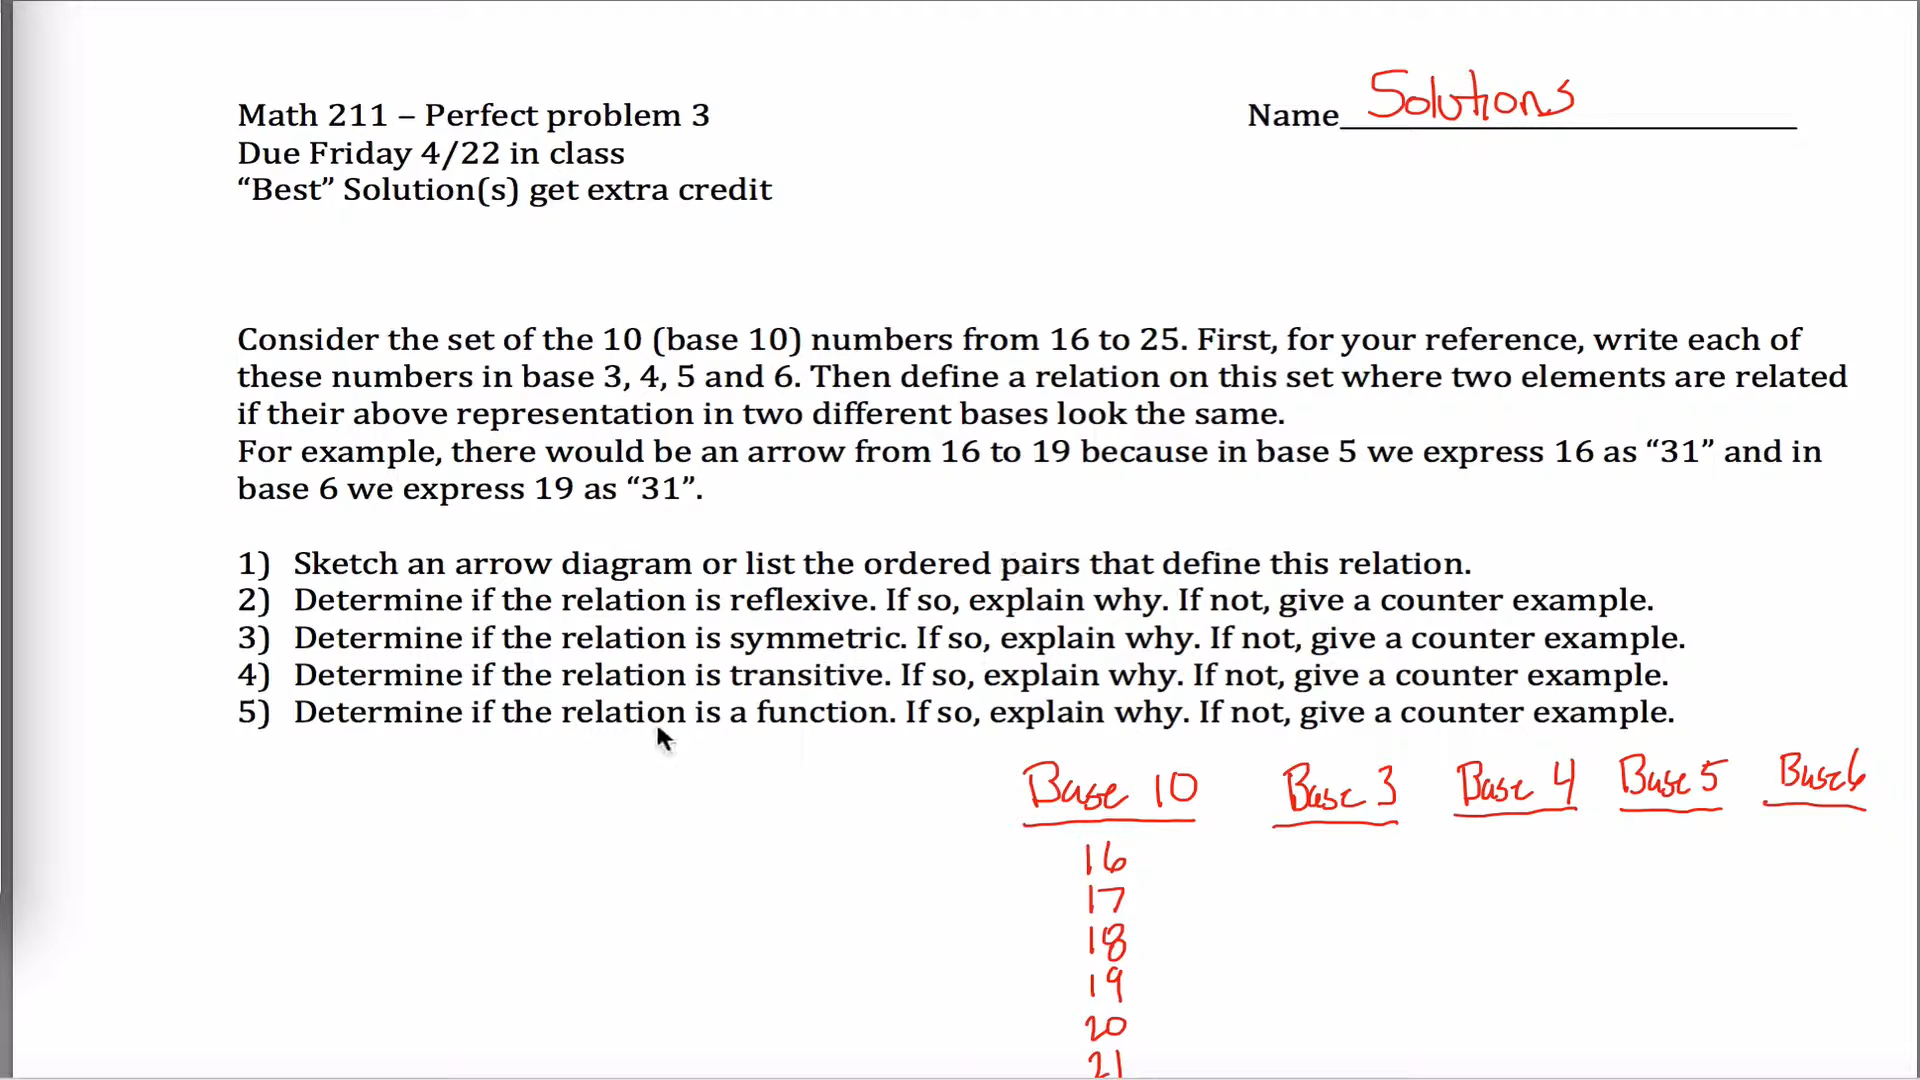 Math 211 – Perfect problem 3
Name Solutions
Due Friday 4/22 in class
“Best” Solution(s) get extra credit
Consider the set of the 10 (base 10) numbers from 16 to 25. First, for your reference, write each of
these numbers in base 3, 4, 5 and 6. Then define a relation on this set where two elements are related
if their above representation in two different bases look the same.
For example, there would be an arrow from 16 to 19 because in base 5 we express 16 as “31” and in
base 6 we express 19 as “31”.
1) Sketch an arrow diagram or list the ordered pairs that define this relation.
2) Determine if the relation is reflexive. If so, explain why. If not, give a counter example.
3) Determine if the relation is symmetric. If so, explain why. If not, give a counter example.
4) Determine if the relation is transitive. If so, explain why. If not, give a counter example.
5) Determine if the relation is a function. If so, explain why. If not, give a counter example.
Base 10 Base 3 Base 4 Base 5 Base 6
16
17
18
19
20
21